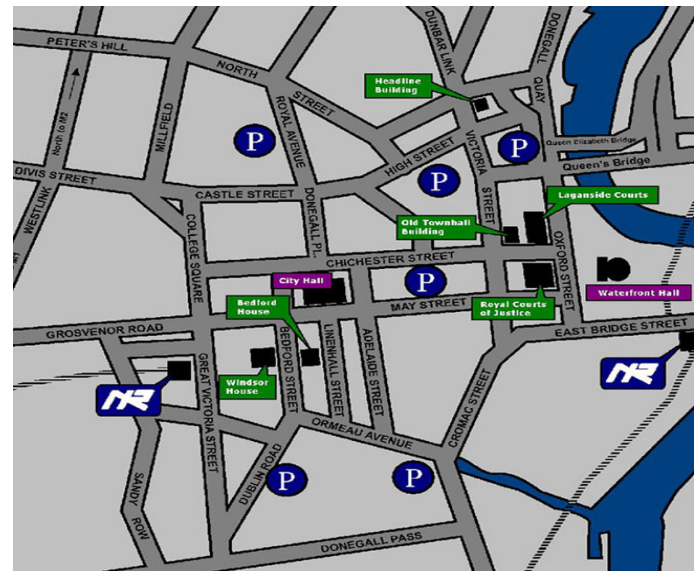 PETER'S HILL
NORTH
STREET
DUNBAR LINK
DONEGALL
QUAY
Headline
Building
North to M2
MILLFIELD
ROYAL AVENUE
P
P
HIGH STREET
VICTORIA
STREET
Queen Elizabeth Bridge
Queen's Bridge
DIVIS STREET
WESTLINK
CASTLE STREET
P
DONEGALL PL.
Laganside Courts
Old Townhall
Building
COLLEGE SQUARE
CHICHESTER STREET
OXFORD STREET
City Hall
P
Waterfront Hall
Bedford
House
MAY STREET
Royal Courts
of Justice
GROSVENOR ROAD
EAST BRIDGE STREET
BEDFORD STREET
LINENHALL STREET
ADELAIDE STREET
Windsor
House
GREAT VICTORIA STREET
NR
NR
CROMAC STREET
ORMEAU AVENUE
DUBLIN ROAD
SANDY
ROW
P
P
DONEGALL PASS